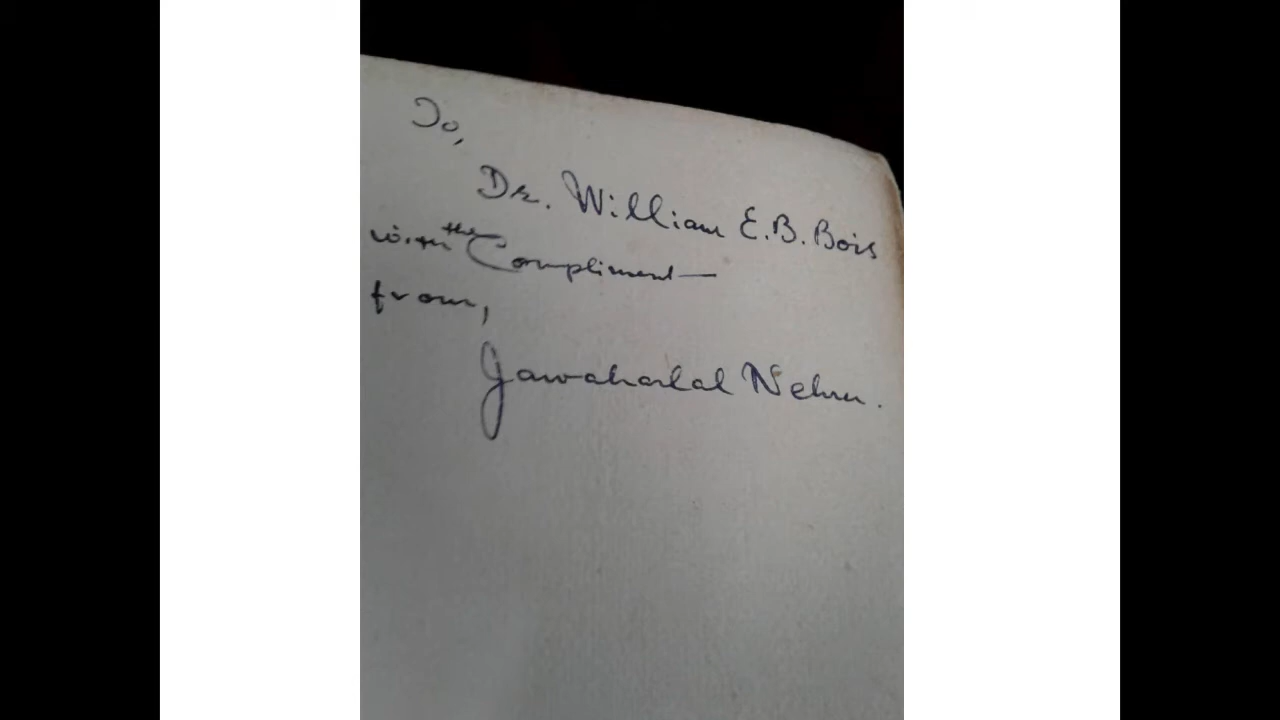 To,
Dr. William E.B. Bois
with the Compliment
from,
Jawaharlal Nehru.